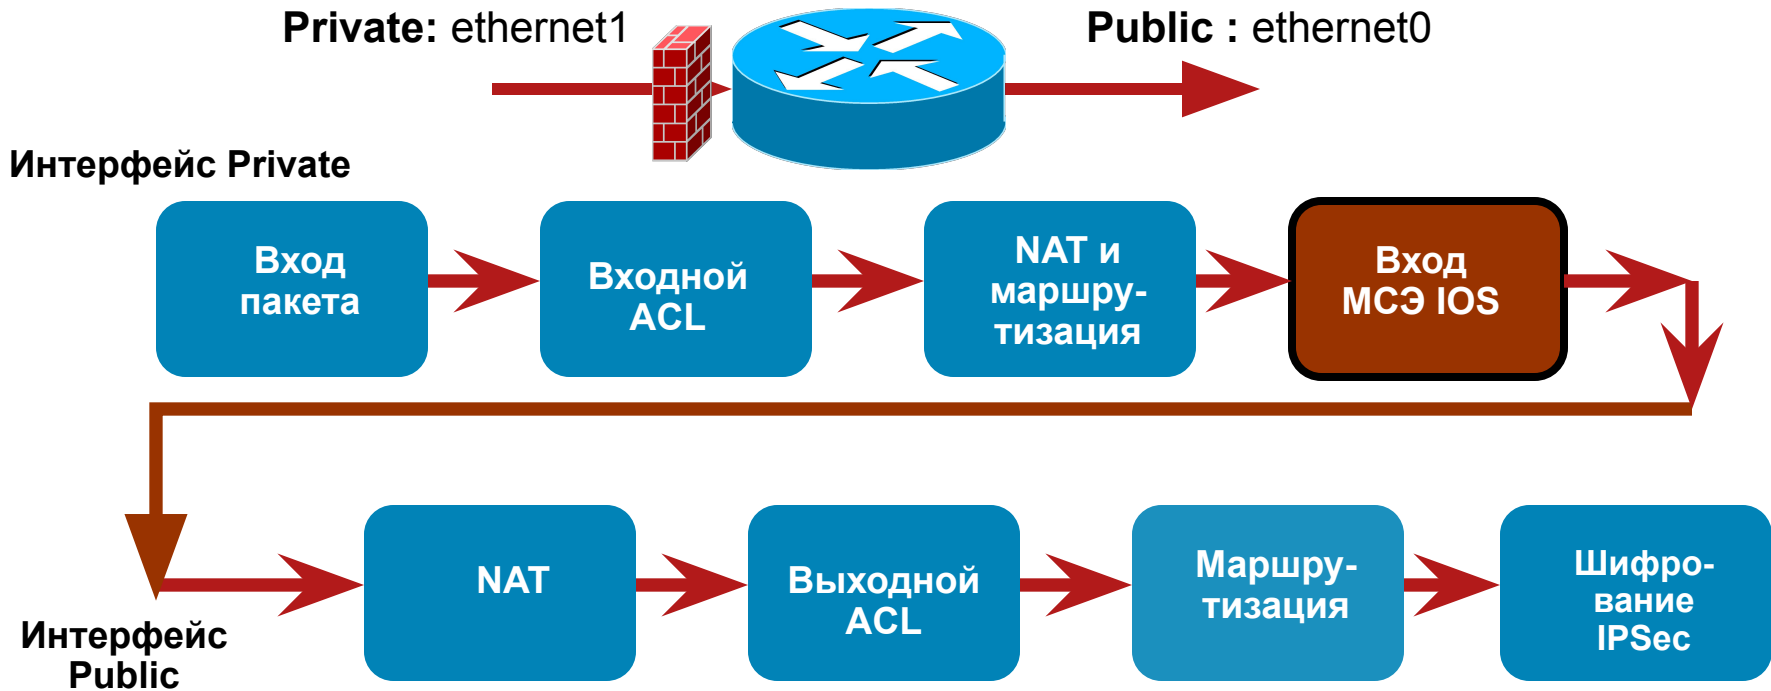 Private: ethernet1
Public : ethernet0
Интерфейс Private
Вход
пакета
Входной
ACL
NAT и
маршру-
тизация
Вход
МСЭ IOS
NAT
Выходной
ACL
Маршру-
тизация
Шифро-
вание
IPSec
Интерфейс
Public